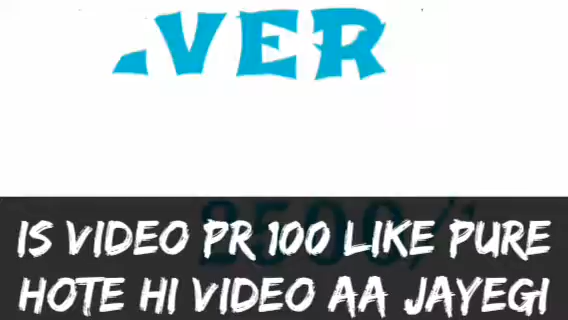 VER
IS VIDEO PR 100 LIKE PURE
HOTE HI VIDEO AA JAYEGI